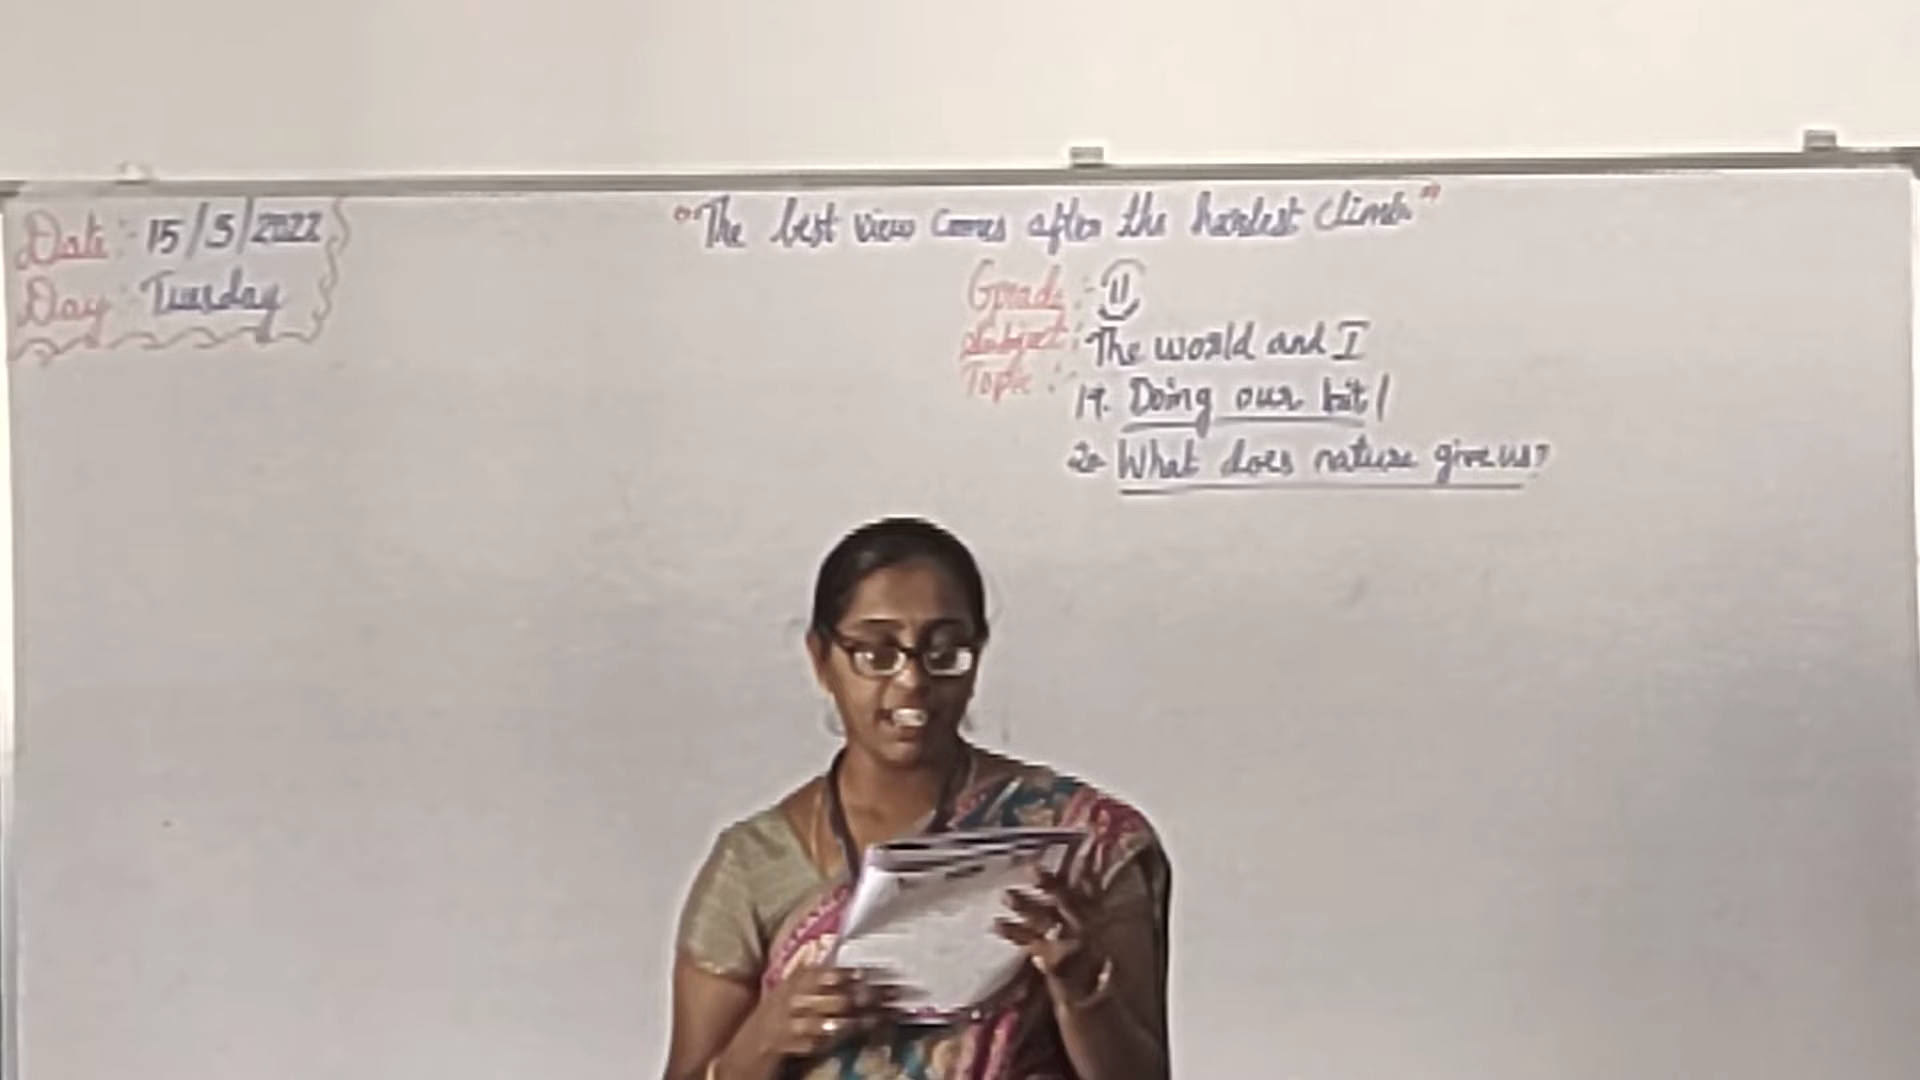 Date :- 15/3/2022
Day :- Tuesday
"The best view comes after the hardest climb."
Grade :- II
Subject : The world and I
Topic :-
19. Doing our bit /
20 What does nature give us?